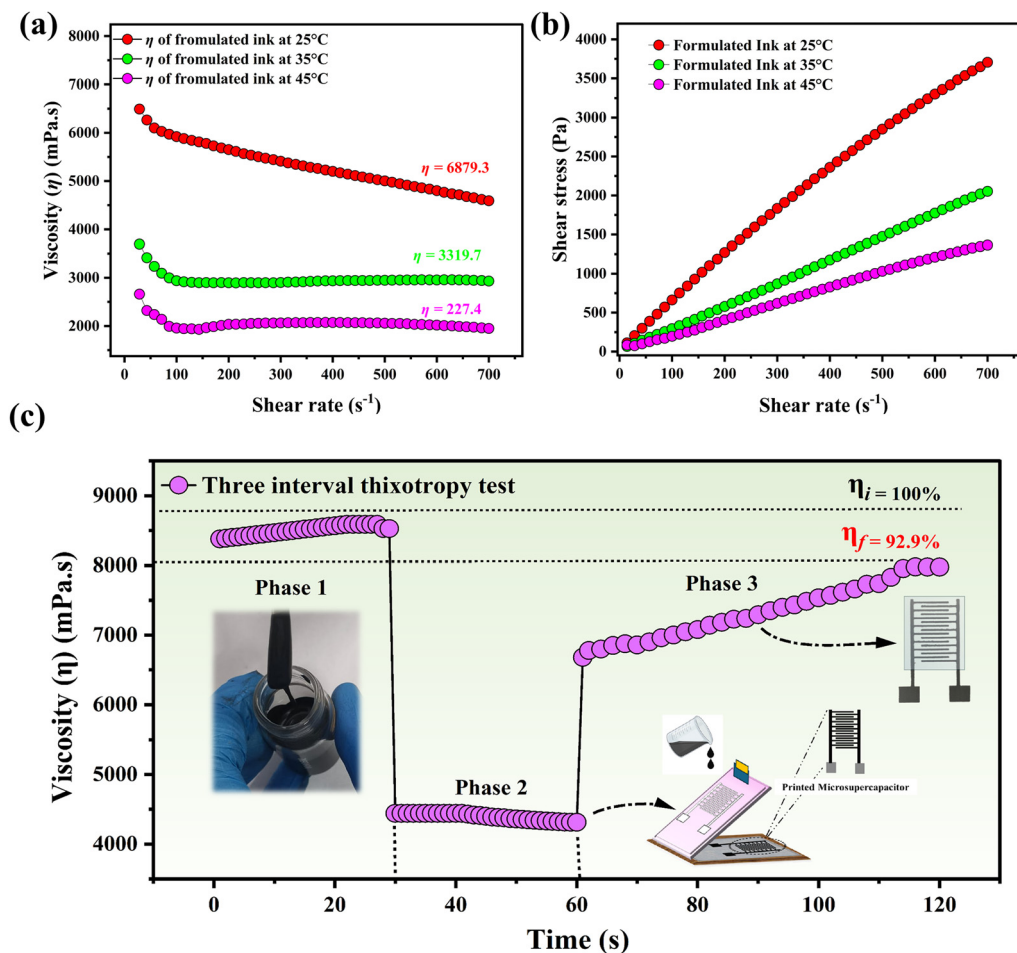 (a)
η of fromulated ink at 25°C
η of fromulated ink at 35°C
η of fromulated ink at 45°C
9000
8000
7000
6000
5000
4000
3000
2000
Viscosity (η) (mPa.s)
η = 6879.3
η = 3319.7
η = 227.4
0 100 200 300 400 500 600 700
Shear rate (s⁻¹)
(b)
Formulated Ink at 25°C
Formulated Ink at 35°C
Formulated Ink at 45°C
4000
3500
3000
2500
2000
1500
1000
500
0
Shear stress (Pa)
0 100 200 300 400 500 600 700
Shear rate (s⁻¹)
(c)
Three interval thixotropy test
ηi = 100%
ηf = 92.9%
9000
8000
7000
6000
5000
4000
Viscosity (η) (mPa.s)
Phase 1
Phase 3
Phase 2
Printed Microsupercapacitor
0 20 40 60 80 100 120
Time (s)